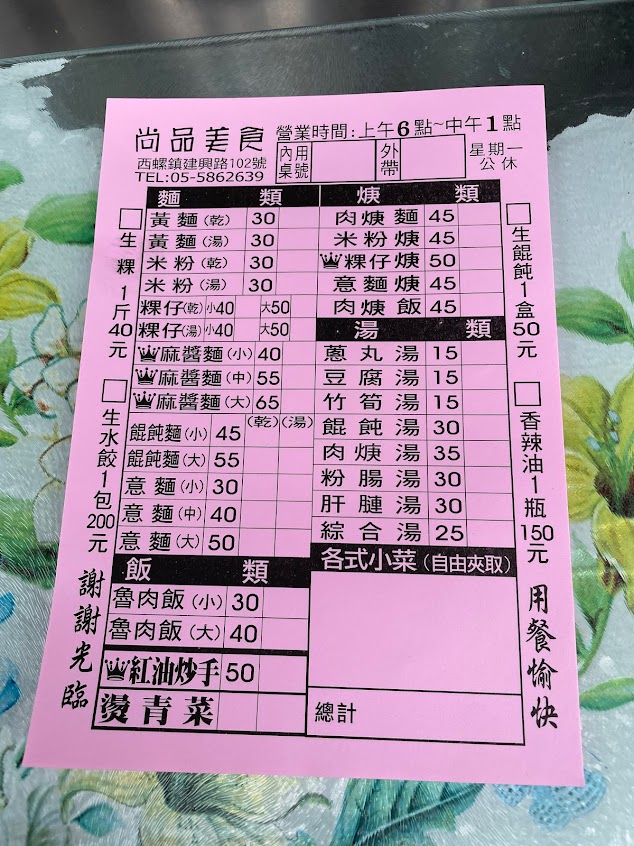 尚品美食
西螺鎮建興路102號
TEL:05-5862639
營業時間:上午6點~中午1點
內用桌號
外帶
星期一公休
麵類
黃麵(乾) 30
黃麵(湯) 30
米粉(乾) 30
米粉(湯) 30
粿仔(乾) 小40 大50
粿仔(湯) 小40 大50
麻醬麵(小) 40
麻醬麵(中) 55
麻醬麵(大) 65
(乾)(湯)
餛飩麵(小) 45
餛飩麵(大) 55
意麵(小) 30
意麵(中) 40
意麵(大) 50
飯類
魯肉飯(小) 30
魯肉飯(大) 40
紅油炒手 50
燙青菜
焿類
肉焿麵 45
米粉焿 45
粿仔焿 50
意麵焿 45
肉焿飯 45
湯類
蔥丸湯 15
豆腐湯 15
竹筍湯 15
餛飩湯 30
肉焿湯 35
粉腸湯 30
肝腱湯 30
綜合湯 25
各式小菜(自由夾取)
總計
生粿1斤40元
生水餃1包200元
謝謝光臨
生餛飩1盒50元
香辣油1瓶150元
用餐愉快